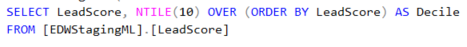 SELECT LeadScore, NTILE(10) OVER (ORDER BY LeadScore) AS Decile
FROM [EDWStagingML].[LeadScore]